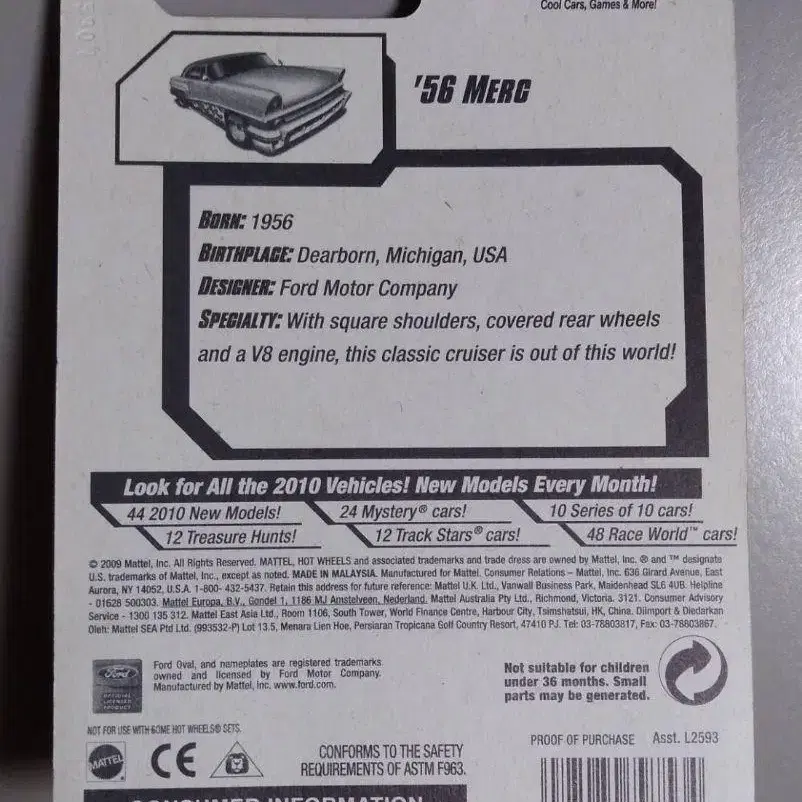 Cool Cars, Games & More!
'56 MERC
BORN: 1956
BIRTHPLACE: Dearborn, Michigan, USA
DESIGNER: Ford Motor Company
SPECIALTY: With square shoulders, covered rear wheels
and a V8 engine, this classic cruiser is out of this world!
Look for All the 2010 Vehicles! New Models Every Month!
44 2010 New Models! 24 Mystery® cars! 10 Series of 10 cars!
12 Treasure Hunts! 12 Track Stars® cars! 48 Race World™ cars!
© 2009 Mattel, Inc. All Rights Reserved. MATTEL, HOT WHEELS and associated trademarks and trade dress are owned by Mattel, Inc. ® and ™ designate
U.S. trademarks of Mattel, Inc., except as noted. MADE IN MALAYSIA. Manufactured for Mattel. Consumer Relations – Mattel, Inc. 636 Girard Avenue, East
Aurora, NY 14052, U.S.A. 1-800- 432-5437. Retain this address for future reference: Mattel U.K. Ltd., Vanwall Business Park, Maidenhead SL6 4UB. Helpline
- 01628 500303. Mattel Europa, B.V., Gondel 1, 1186 MJ Amstelveen, Nederland. Mattel Australia Pty Ltd., Richmond, Victoria. 3121. Consumer Advisory
Service - 1300 135 312. Mattel East Asia Ltd., Room 1106, South Tower, World Finance Centre, Harbour City, Tsimshatsui, HK, China. Diimport & Diedarkan
Oleh: Mattel SEA Ptd Ltd. (993532-P) Lot 13.5, Menara Lien Hoe, Persiaran Tropicana Golf Country Resort, 47410 PJ. Tel: 03-78803817, Fax: 03-78803867.
Ford
OFFICIAL
LICENSED
PRODUCT
Ford Oval, and nameplates are registered trademarks
owned and licensed by Ford Motor Company.
Manufactured by Mattel, Inc. www.ford.com.
Not suitable for children
under 36 months. Small
parts may be generated.
NOT FOR USE WITH SOME HOT WHEELS® SETS.
MATTEL
CE
CONFORMS TO THE SAFETY
REQUIREMENTS OF ASTM F963.
PROOF OF PURCHASE Asst. L2593
CONSUMER INFORMATION